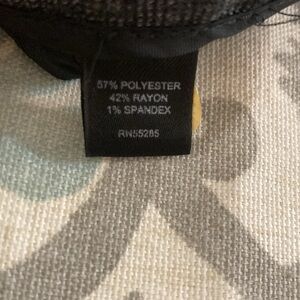 57% POLYESTER
42% RAYON
1% SPANDEX
RN55285